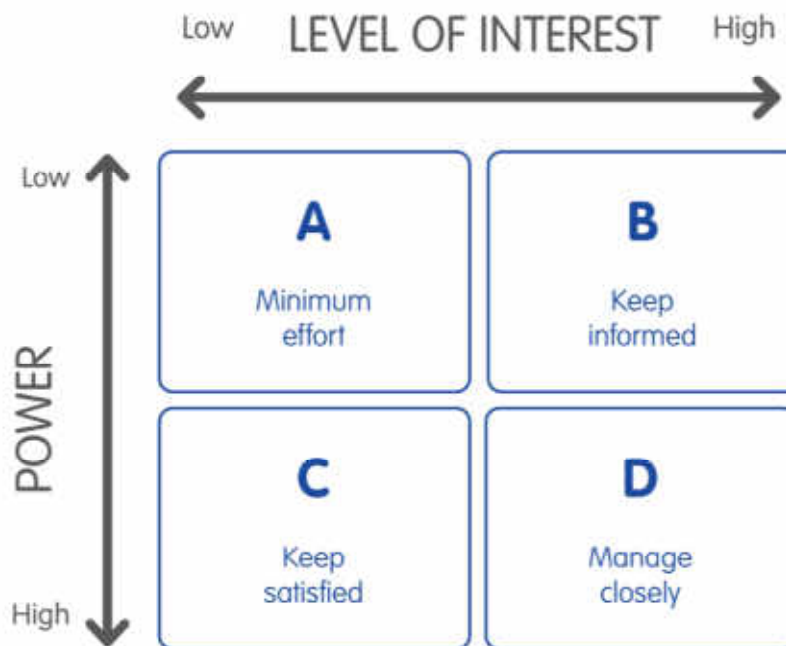 Low LEVEL OF INTEREST High
Low
POWER
High
A
Minimum
effort
B
Keep
informed
C
Keep
satisfied
D
Manage
closely